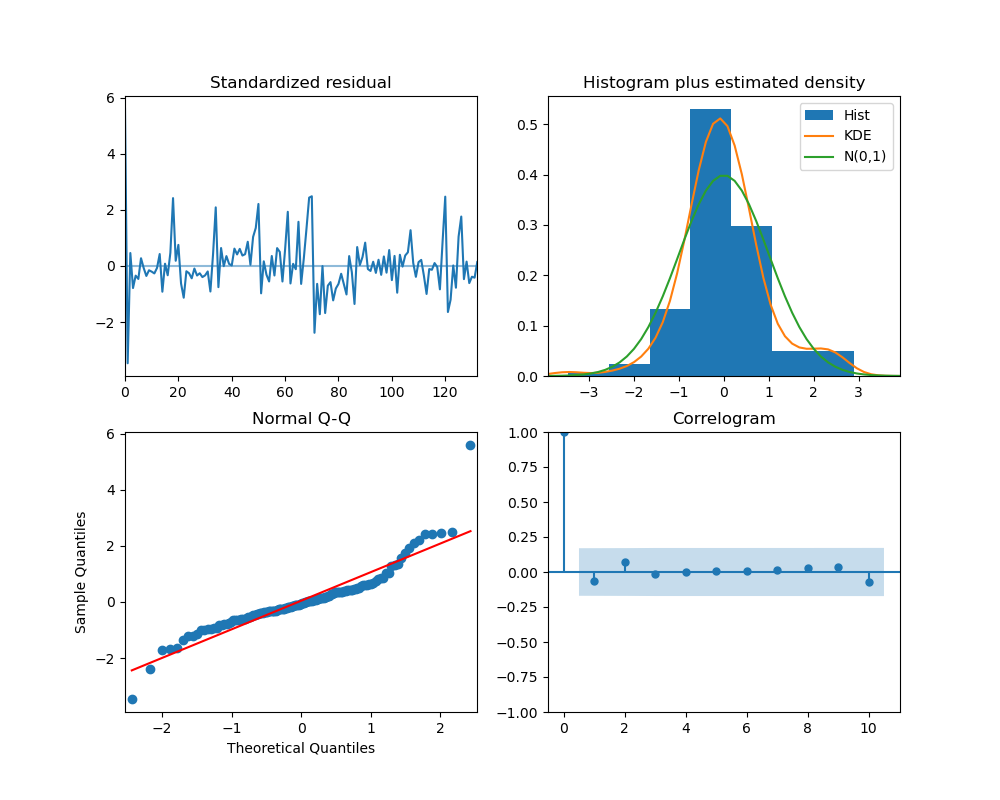 Standardized residual
6
4
2
0
−2
0 20 40 60 80 100 120
Histogram plus estimated density
Hist
KDE
N(0,1)
0.5
0.4
0.3
0.2
0.1
0.0
−3 −2 −1 0 1 2 3
Normal Q-Q
Sample Quantiles
6
4
2
0
−2
−2 −1 0 1 2
Theoretical Quantiles
Correlogram
1.00
0.75
0.50
0.25
0.00
−0.25
−0.50
−0.75
−1.00
0 2 4 6 8 10